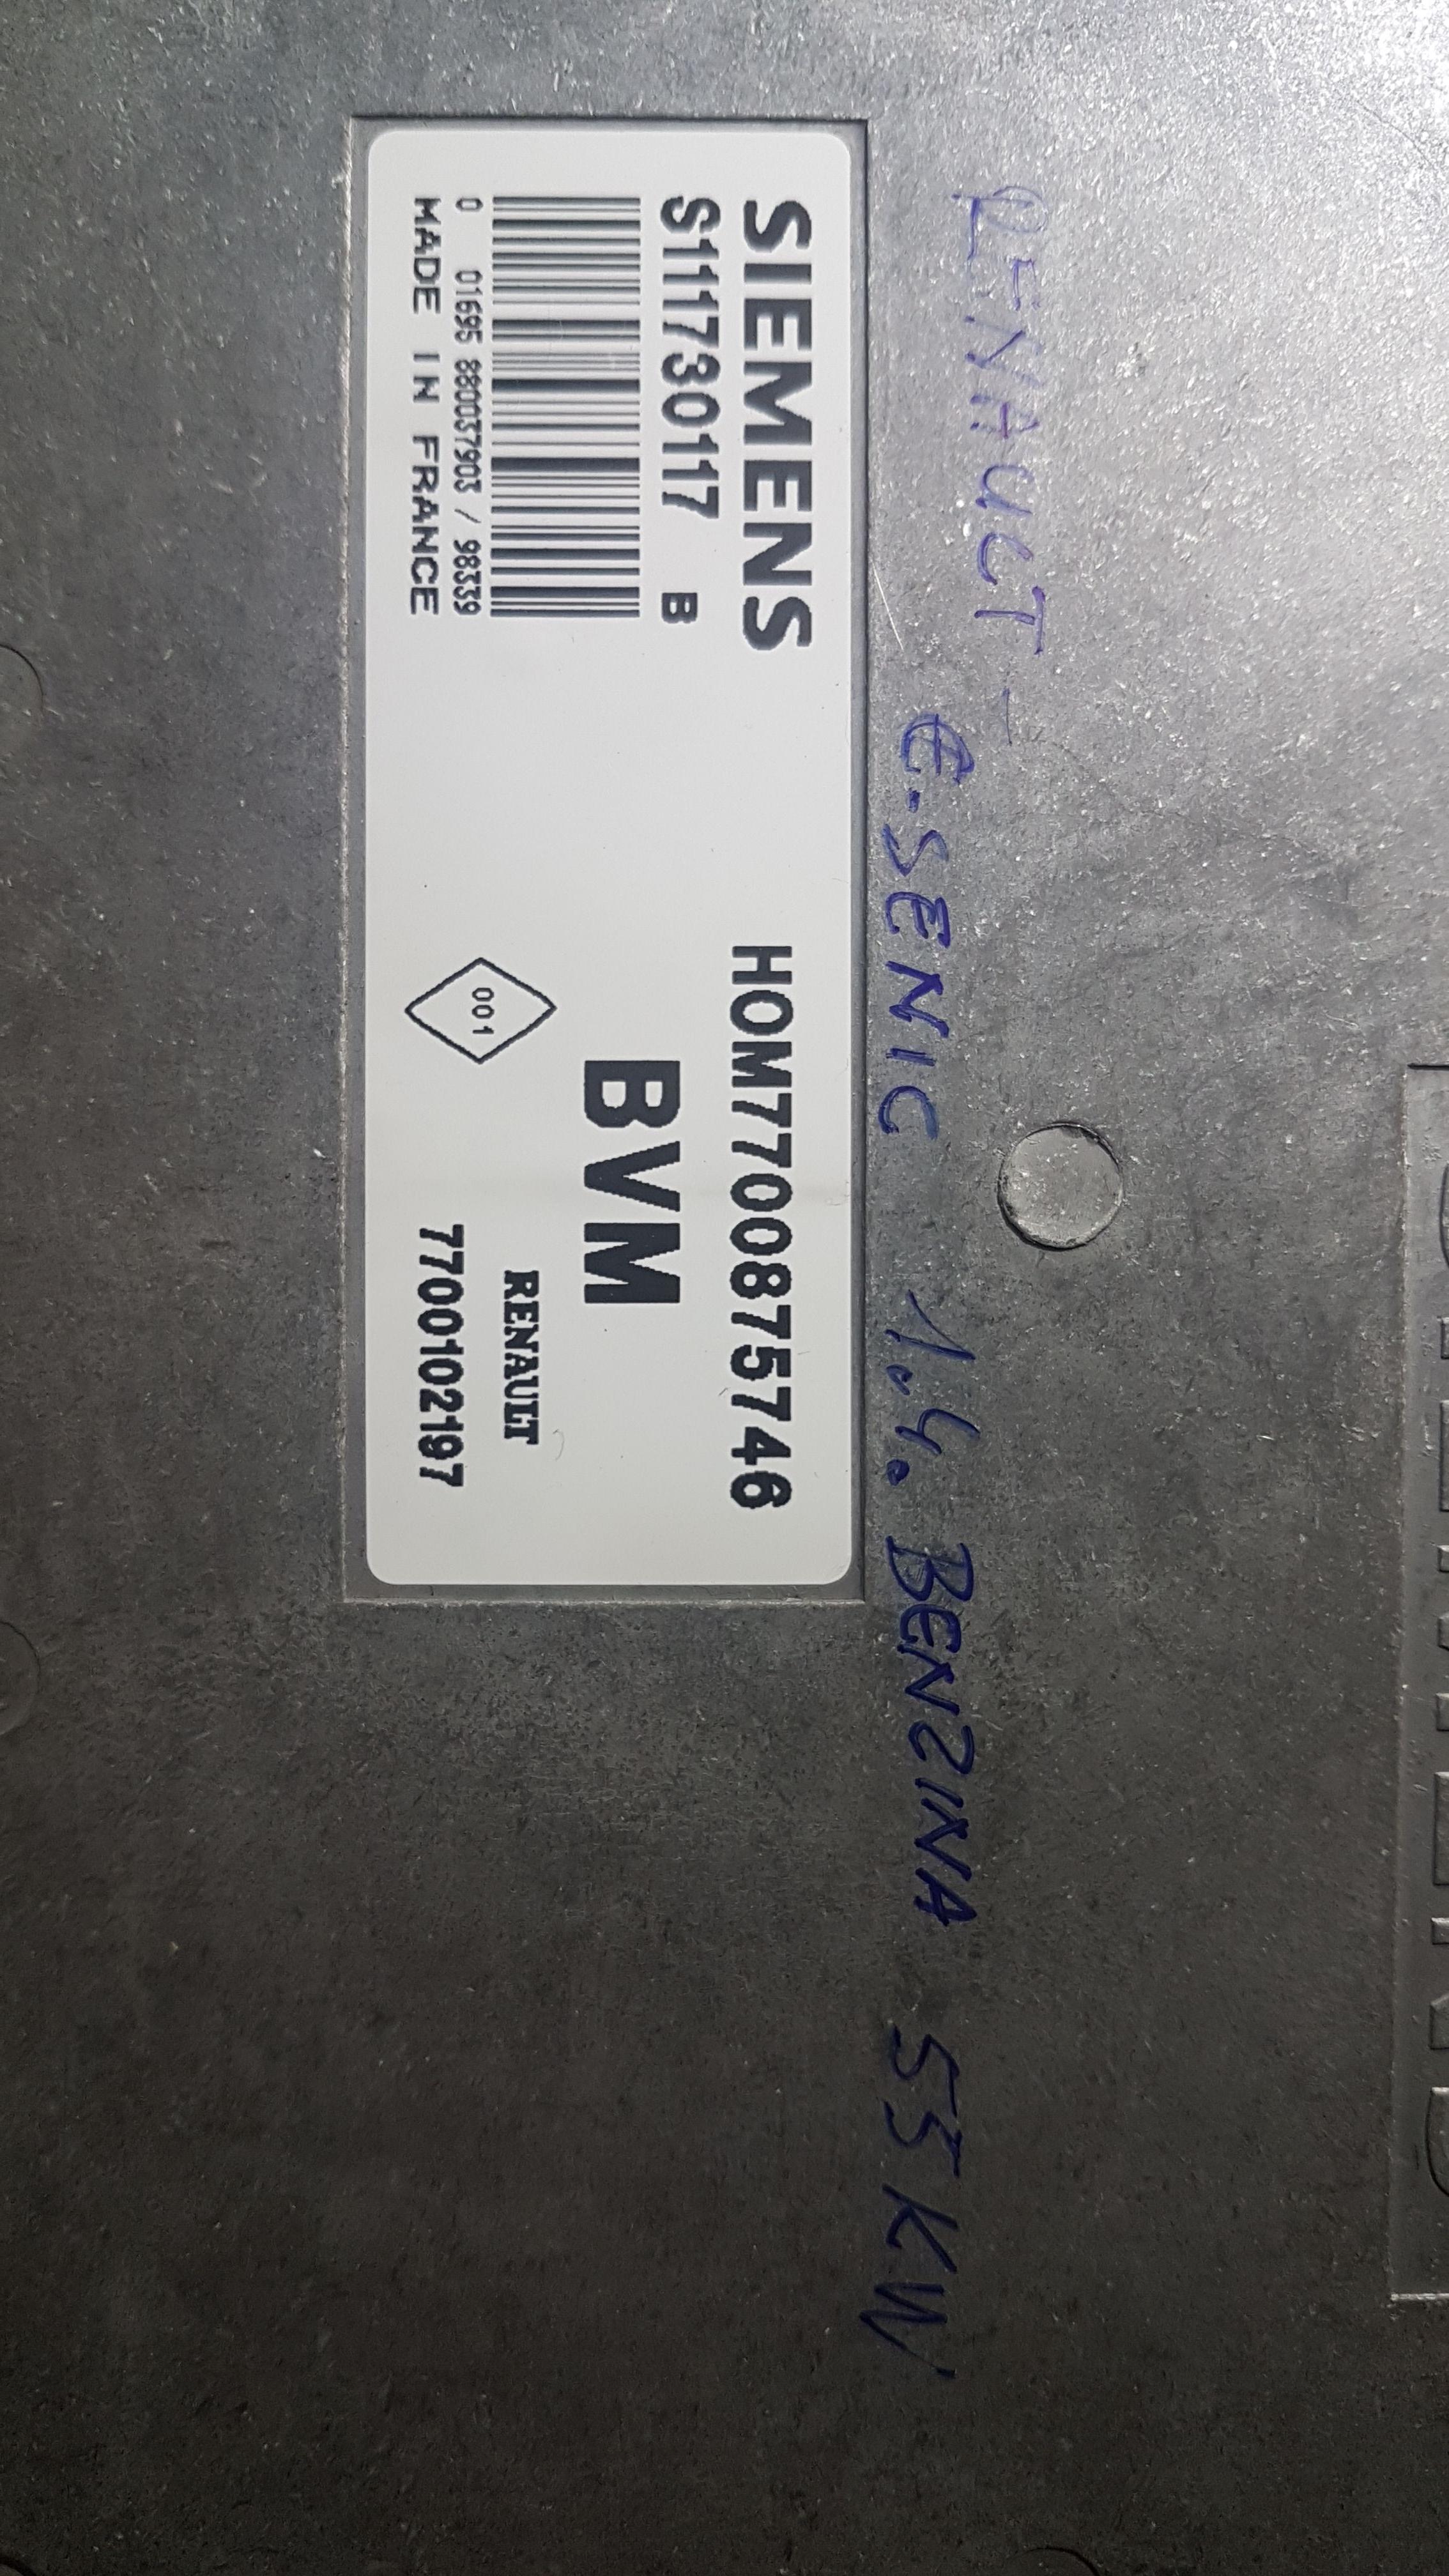 RENAULT -
E-SENIC 1.4. BENZINA 55 KW
SIEMENS
S111730117 B
0 01695 880037903 / 98339
MADE IN FRANCE
HOM7700875746
BVM
RENAULT
001
7700102197